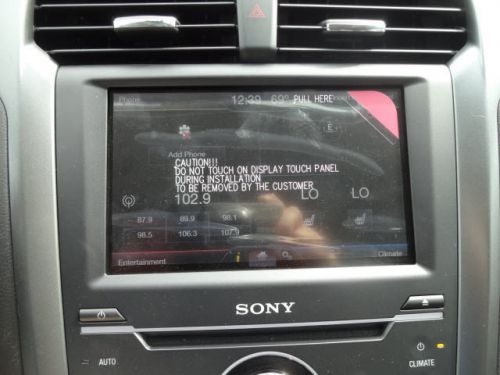 Phone 12:39 69° PULL HERE
Add Phone
CAUTION!!!
DO NOT TOUCH ON DISPLAY TOUCH PANEL
DURING INSTALLATION
TO BE REMOVED BY THE CUSTOMER
102.9 LO LO
87.9 89.9 98.1
98.5 106.3 107.9
Entertainment i Climate
SONY
AUTO CLIMATE